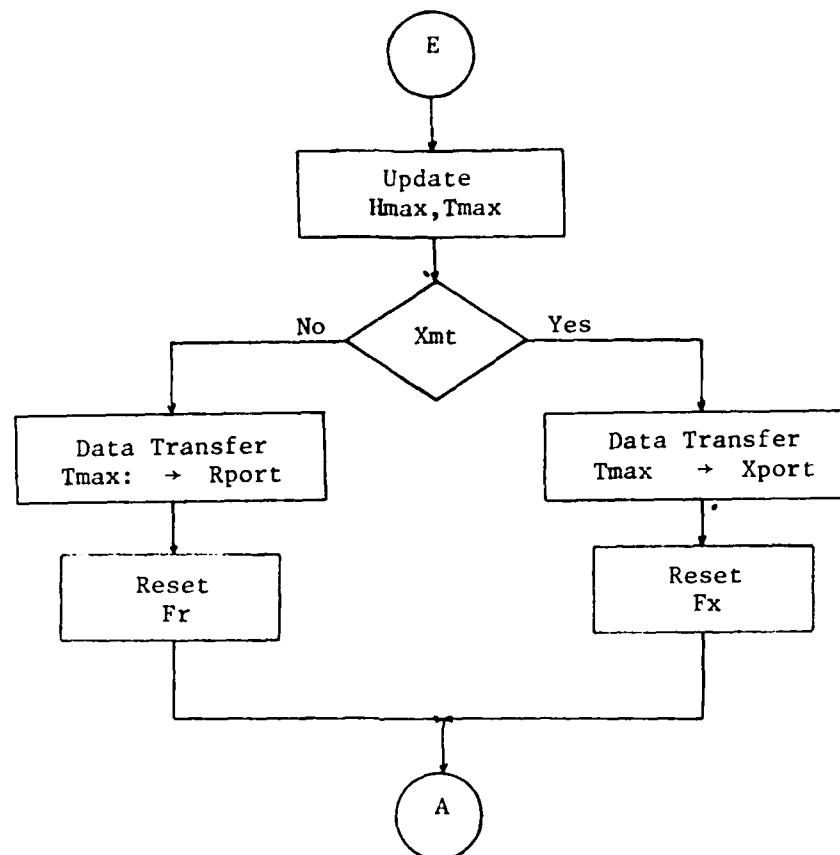 E
Update
Hmax,Tmax
Xmt
No
Yes
Data Transfer
Tmax: → Rport
Data Transfer
Tmax → Xport
Reset
Fr
Reset
Fx
A